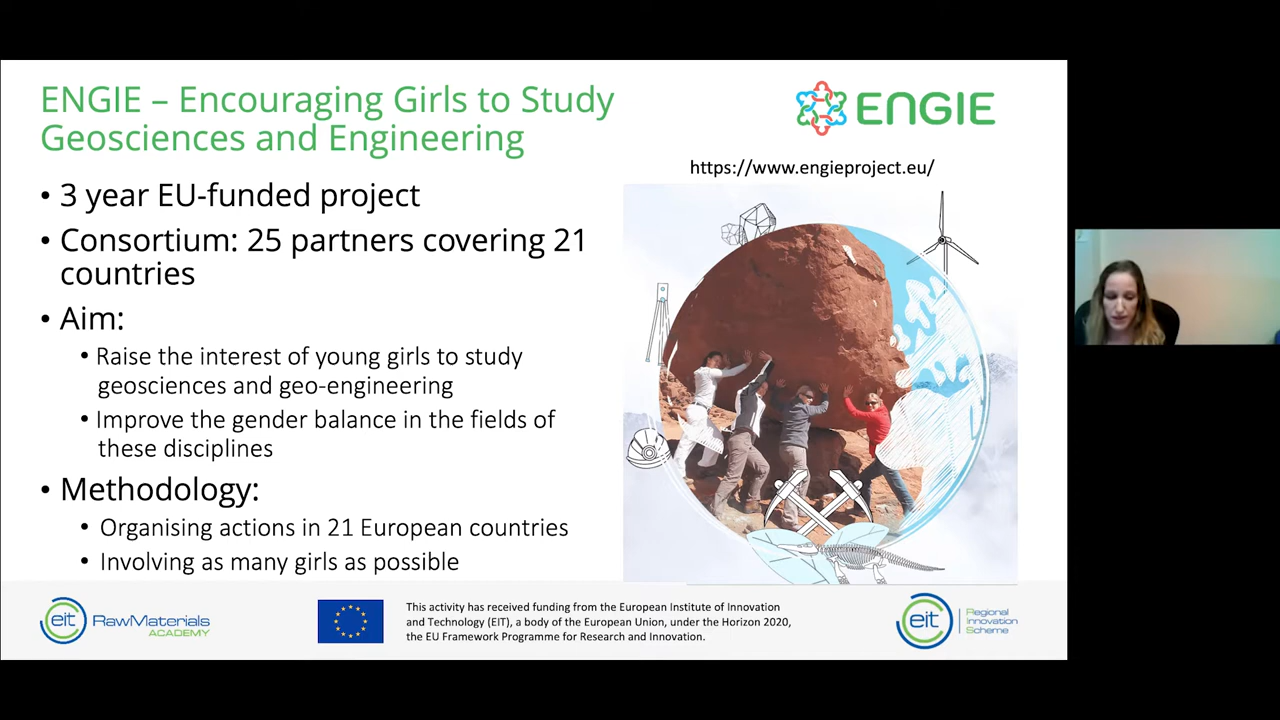 ENGIE – Encouraging Girls to Study
Geosciences and Engineering
ENGIE
https://www.engieproject.eu/
• 3 year EU-funded project
• Consortium: 25 partners covering 21
countries
• Aim:
• Raise the interest of young girls to study
geosciences and geo-engineering
• Improve the gender balance in the fields of
these disciplines
• Methodology:
• Organising actions in 21 European countries
• Involving as many girls as possible
eit RawMaterials
ACADEMY
This activity has received funding from the European Institute of Innovation
and Technology (EIT), a body of the European Union, under the Horizon 2020,
the EU Framework Programme for Research and Innovation.
eit
Regional
Innovation
Scheme